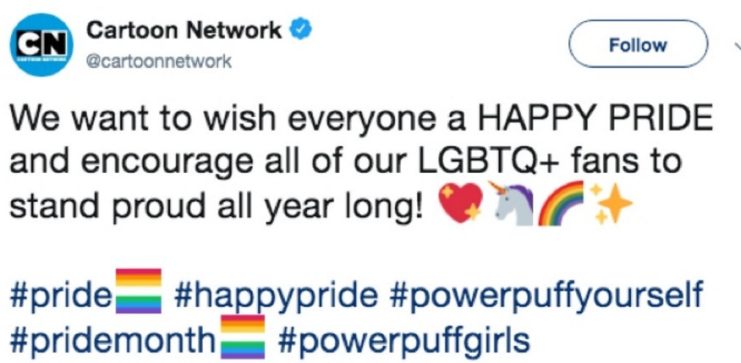 CN
Cartoon Network
@cartoonnetwork
Follow
We want to wish everyone a HAPPY PRIDE
and encourage all of our LGBTQ+ fans to
stand proud all year long! 💖🦄🌈✨
#pride #happypride #powerpuffyourself
#pridemonth #powerpuffgirls